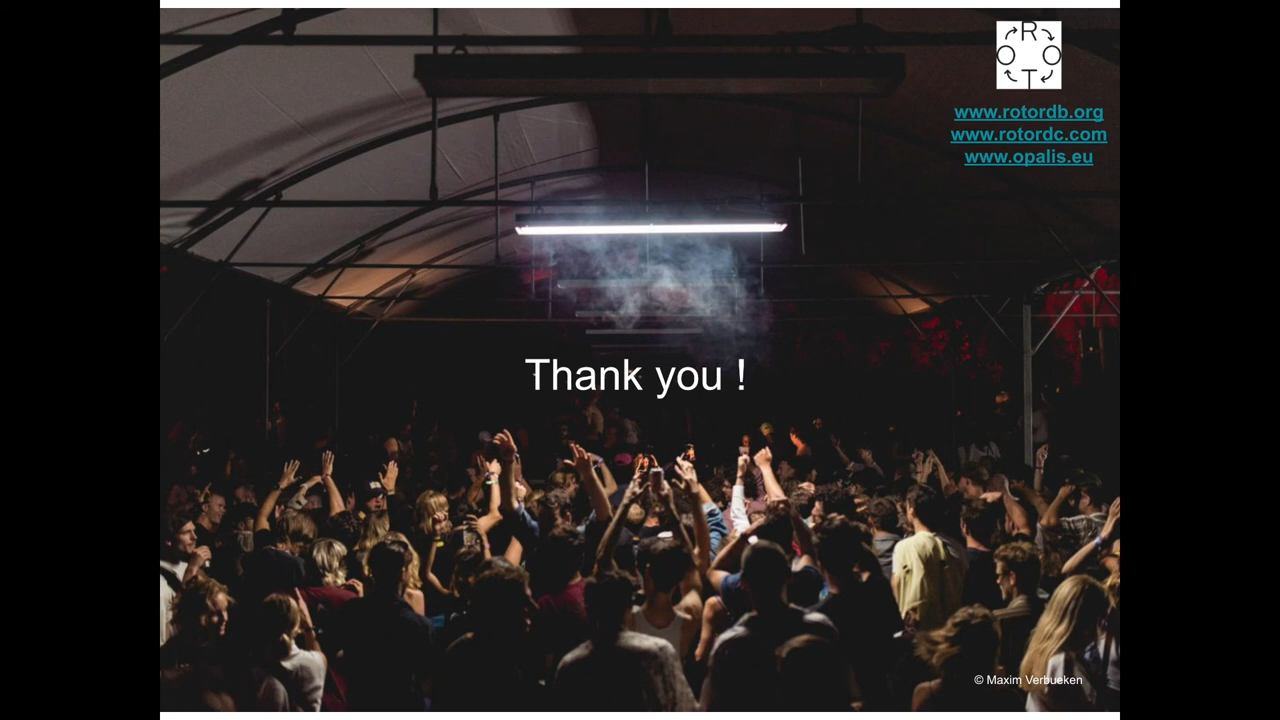 R
O O
T
www.rotordb.org
www.rotordc.com
www.opalis.eu
Thank you !
© Maxim Verbueken